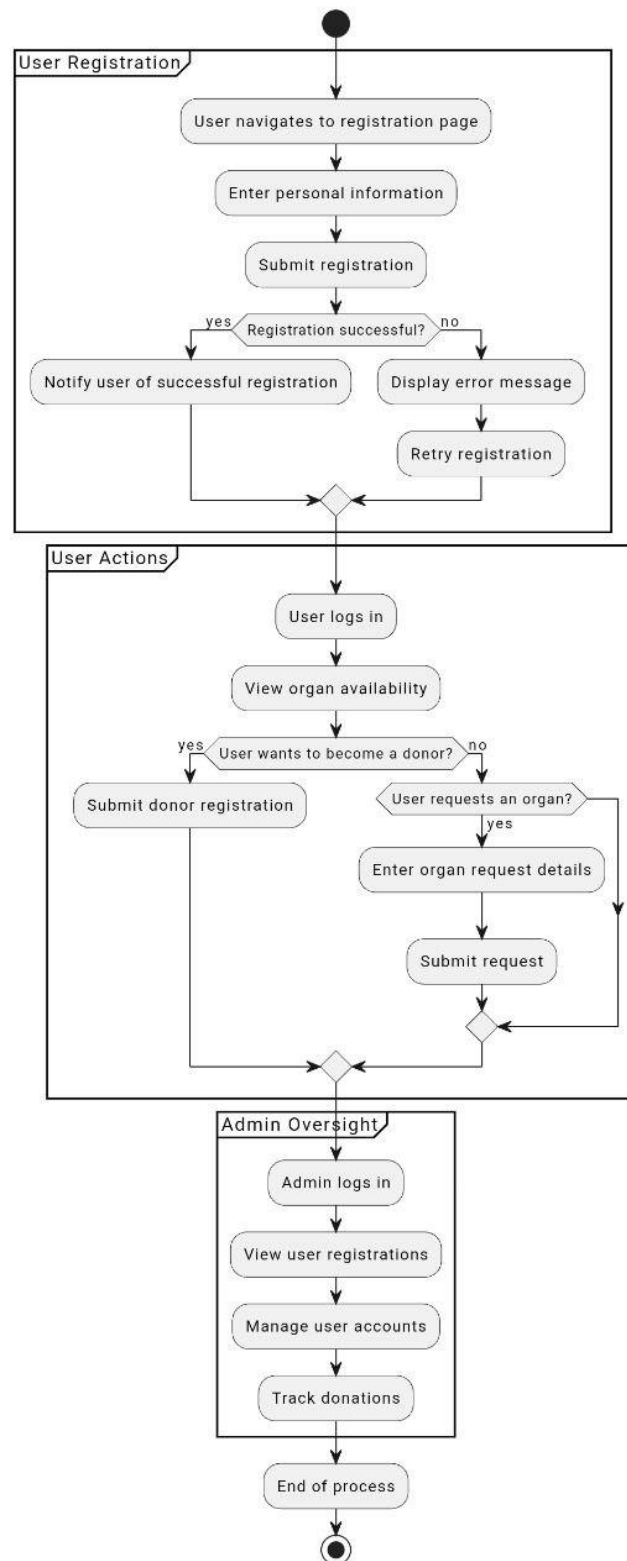 User Registration
User navigates to registration page
Enter personal information
Submit registration
yes
Registration successful?
no
Notify user of successful registration
Display error message
Retry registration
User Actions
User logs in
View organ availability
yes
User wants to become a donor?
no
Submit donor registration
User requests an organ?
yes
Enter organ request details
Submit request
Admin Oversight
Admin logs in
View user registrations
Manage user accounts
Track donations
End of process